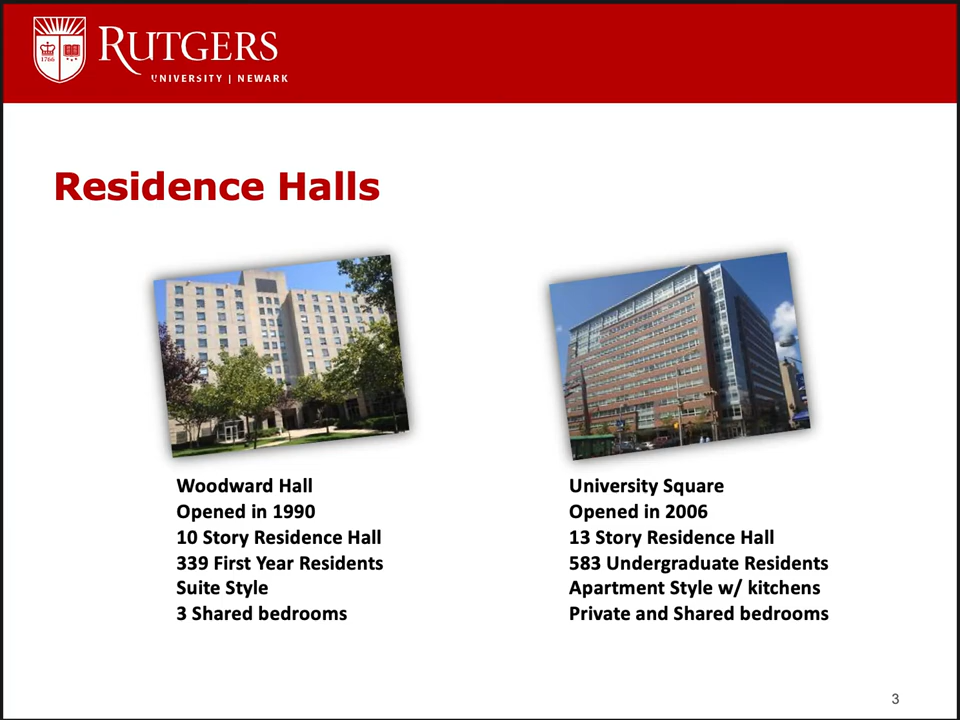 1766
RUTGERS
UNIVERSITY | NEWARK
Residence Halls
Woodward Hall
Opened in 1990
10 Story Residence Hall
339 First Year Residents
Suite Style
3 Shared bedrooms
University Square
Opened in 2006
13 Story Residence Hall
583 Undergraduate Residents
Apartment Style w/ kitchens
Private and Shared bedrooms
3